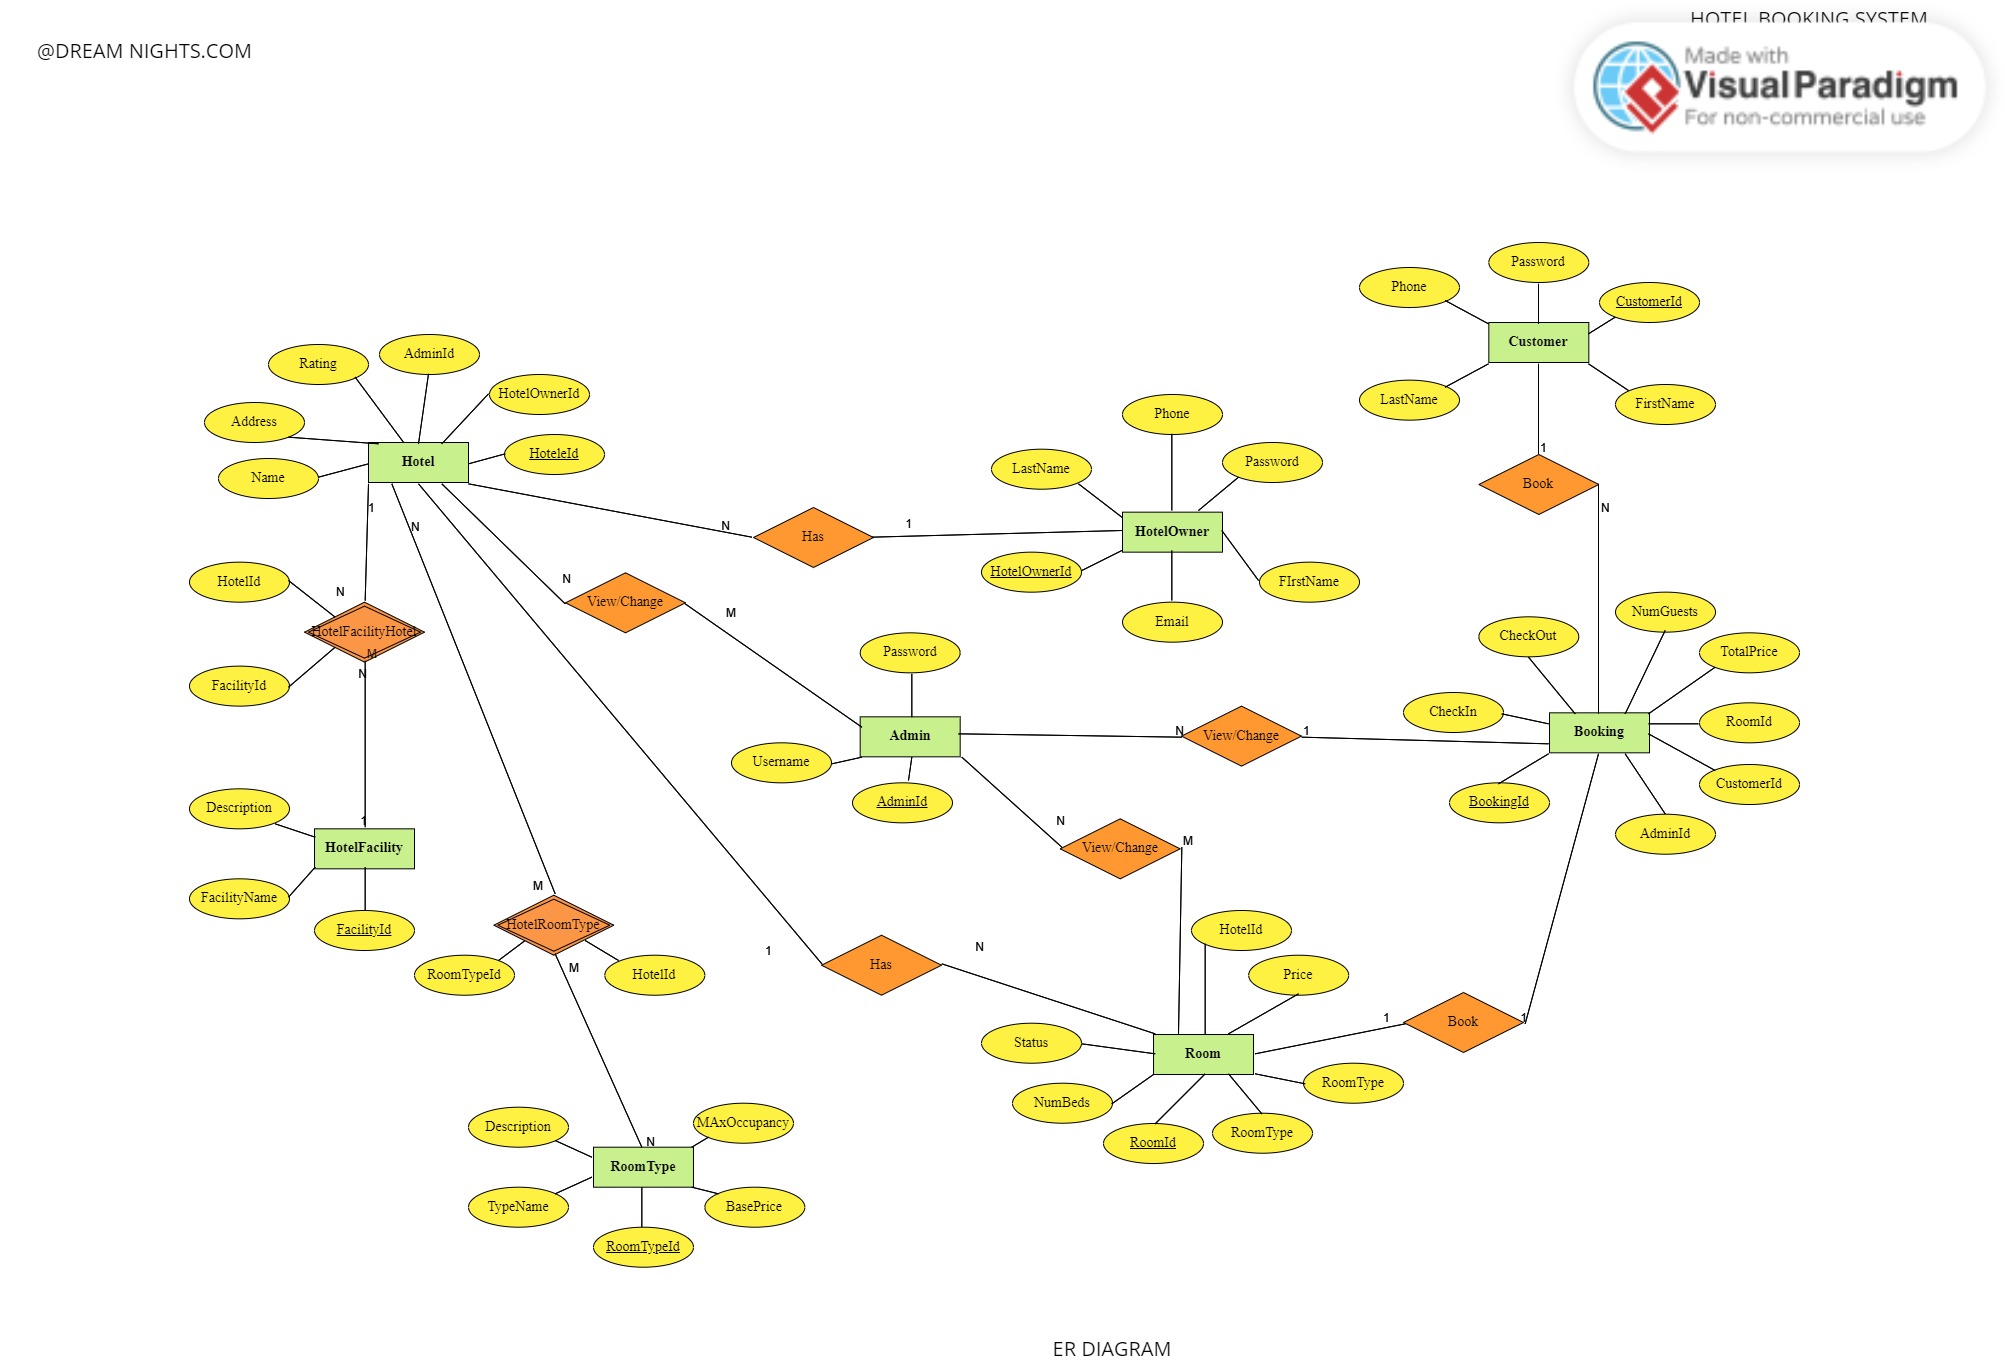 HOTEL BOOKING SYSTEM
@DREAM NIGHTS.COM
Made with
Visual Paradigm
For non-commercial use
Password
Phone
CustomerId
Customer
LastName
FirstName
1
Book
N
Rating
AdminId
HotelOwnerId
Address
Hotel
HoteleId
Name
1
N
N
Has
1
Phone
LastName
Password
HotelOwner
HotelOwnerId
FIrstName
Email
HotelId
N
HotelFacilityHotel
M
N
FacilityId
N
View/Change
M
Password
Admin
Username
AdminId
N
View/Change
1
CheckOut
NumGuests
TotalPrice
CheckIn
Booking
RoomId
BookingId
CustomerId
AdminId
Description
1
HotelFacility
FacilityName
FacilityId
N
View/Change
M
M
HotelRoomType
M
RoomTypeId
HotelId
1
Has
N
HotelId
Price
Status
Room
1
Book
1
NumBeds
RoomType
RoomId
RoomType
Description
MAxOccupancy
N
RoomType
TypeName
BasePrice
RoomTypeId
ER DIAGRAM